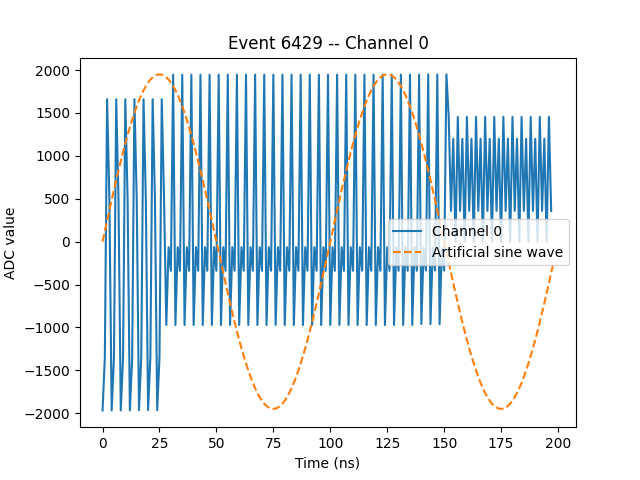 Event 6429 -- Channel 0
ADC value
2000
1500
1000
500
0
−500
−1000
−1500
−2000
Channel 0
Artificial sine wave
0 25 50 75 100 125 150 175 200
Time (ns)